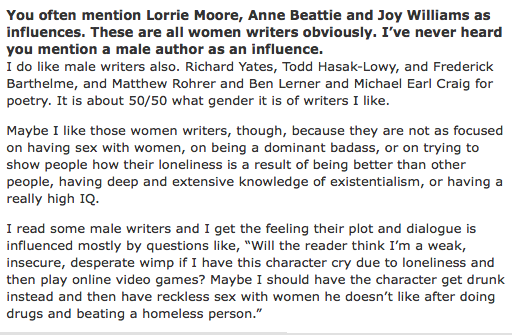 You often mention Lorrie Moore, Anne Beattie and Joy Williams as
influences. These are all women writers obviously. I've never heard
you mention a male author as an influence.
I do like male writers also. Richard Yates, Todd Hasak-Lowy, and Frederick
Barthelme, and Matthew Rohrer and Ben Lerner and Michael Earl Craig for
poetry. It is about 50/50 what gender it is of writers I like.
Maybe I like those women writers, though, because they are not as focused
on having sex with women, on being a dominant badass, or on trying to
show people how their loneliness is a result of being better than other
people, having deep and extensive knowledge of existentialism, or having a
really high IQ.
I read some male writers and I get the feeling their plot and dialogue is
influenced mostly by questions like, “Will the reader think I’m a weak,
insecure, desperate wimp if I have this character cry due to loneliness and
then play online video games? Maybe I should have the character get drunk
instead and then have reckless sex with women he doesn’t like after doing
drugs and beating a homeless person.”